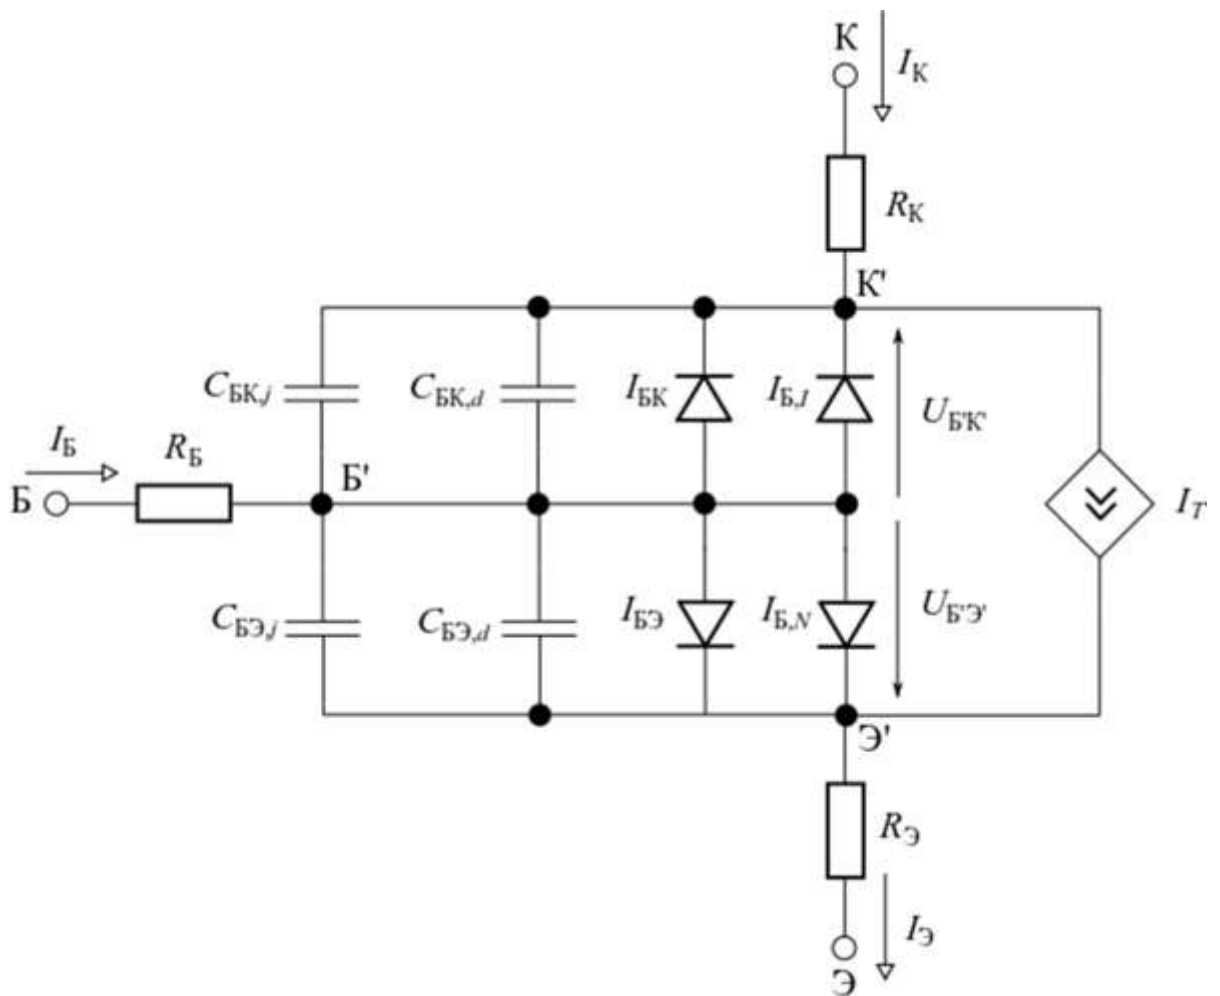 К
I_К
R_К
К'
C_БК,j
C_БК,d
I_БК
I_Б,I
U_Б'К'
I_Б
R_Б
Б'
Б
I_T
C_БЭ,j
C_БЭ,d
I_БЭ
I_Б,N
U_Б'Э'
Э'
R_Э
I_Э
Э